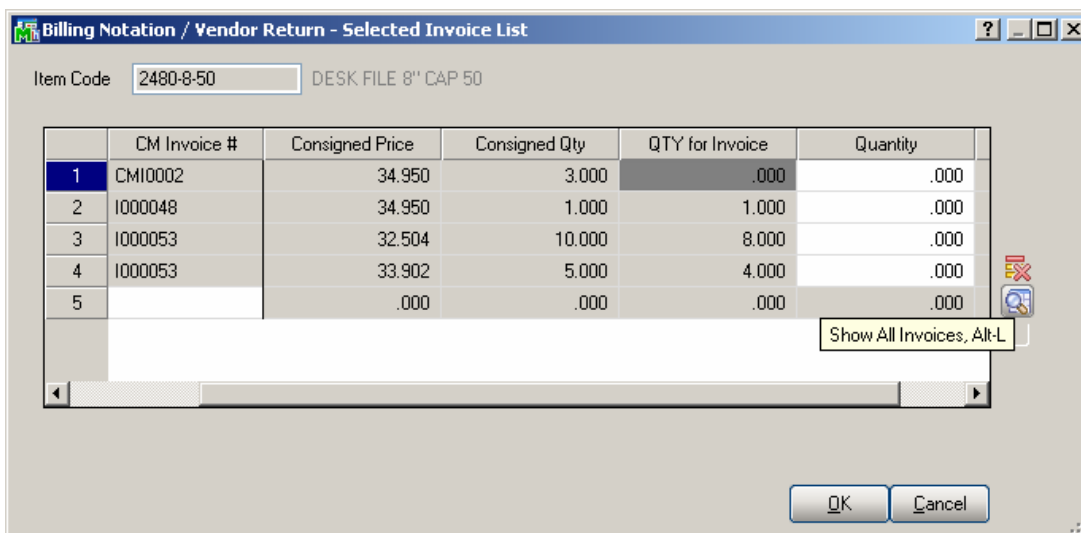 Billing Notation / Vendor Return - Selected Invoice List
Item Code 2480-8-50 DESK FILE 8" CAP 50
CM Invoice # Consigned Price Consigned Qty QTY for Invoice Quantity
1 CMI0002 34.950 3.000 .000 .000
2 I000048 34.950 1.000 1.000 .000
3 I000053 32.504 10.000 8.000 .000
4 I000053 33.902 5.000 4.000 .000
5 .000 .000 .000 .000
Show All Invoices, Alt-L
OK Cancel